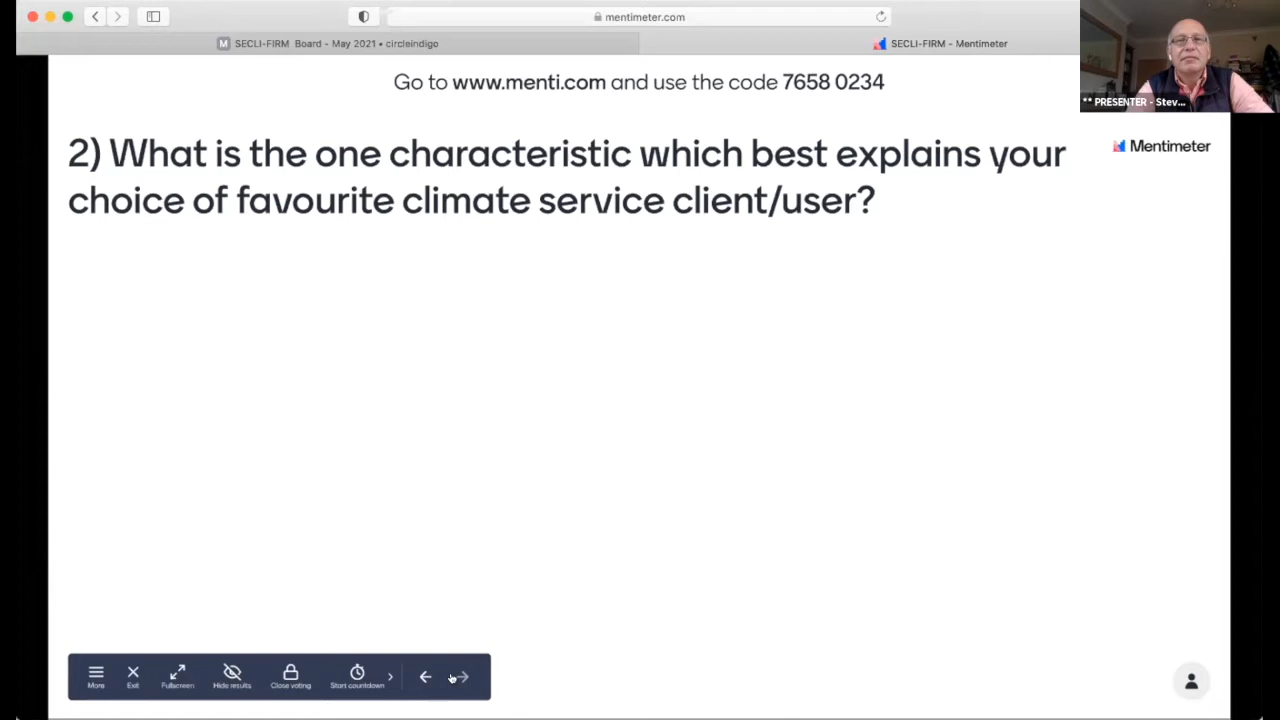 mentimeter.com
SECLI-FIRM Board - May 2021 • circleindigo
SECLI-FIRM - Mentimeter
** PRESENTER - Stev...
Go to www.menti.com and use the code 7658 0234
Mentimeter
2) What is the one characteristic which best explains your
choice of favourite climate service client/user?
More
Exit
Fullscreen
Hide results
Close voting
Start countdown